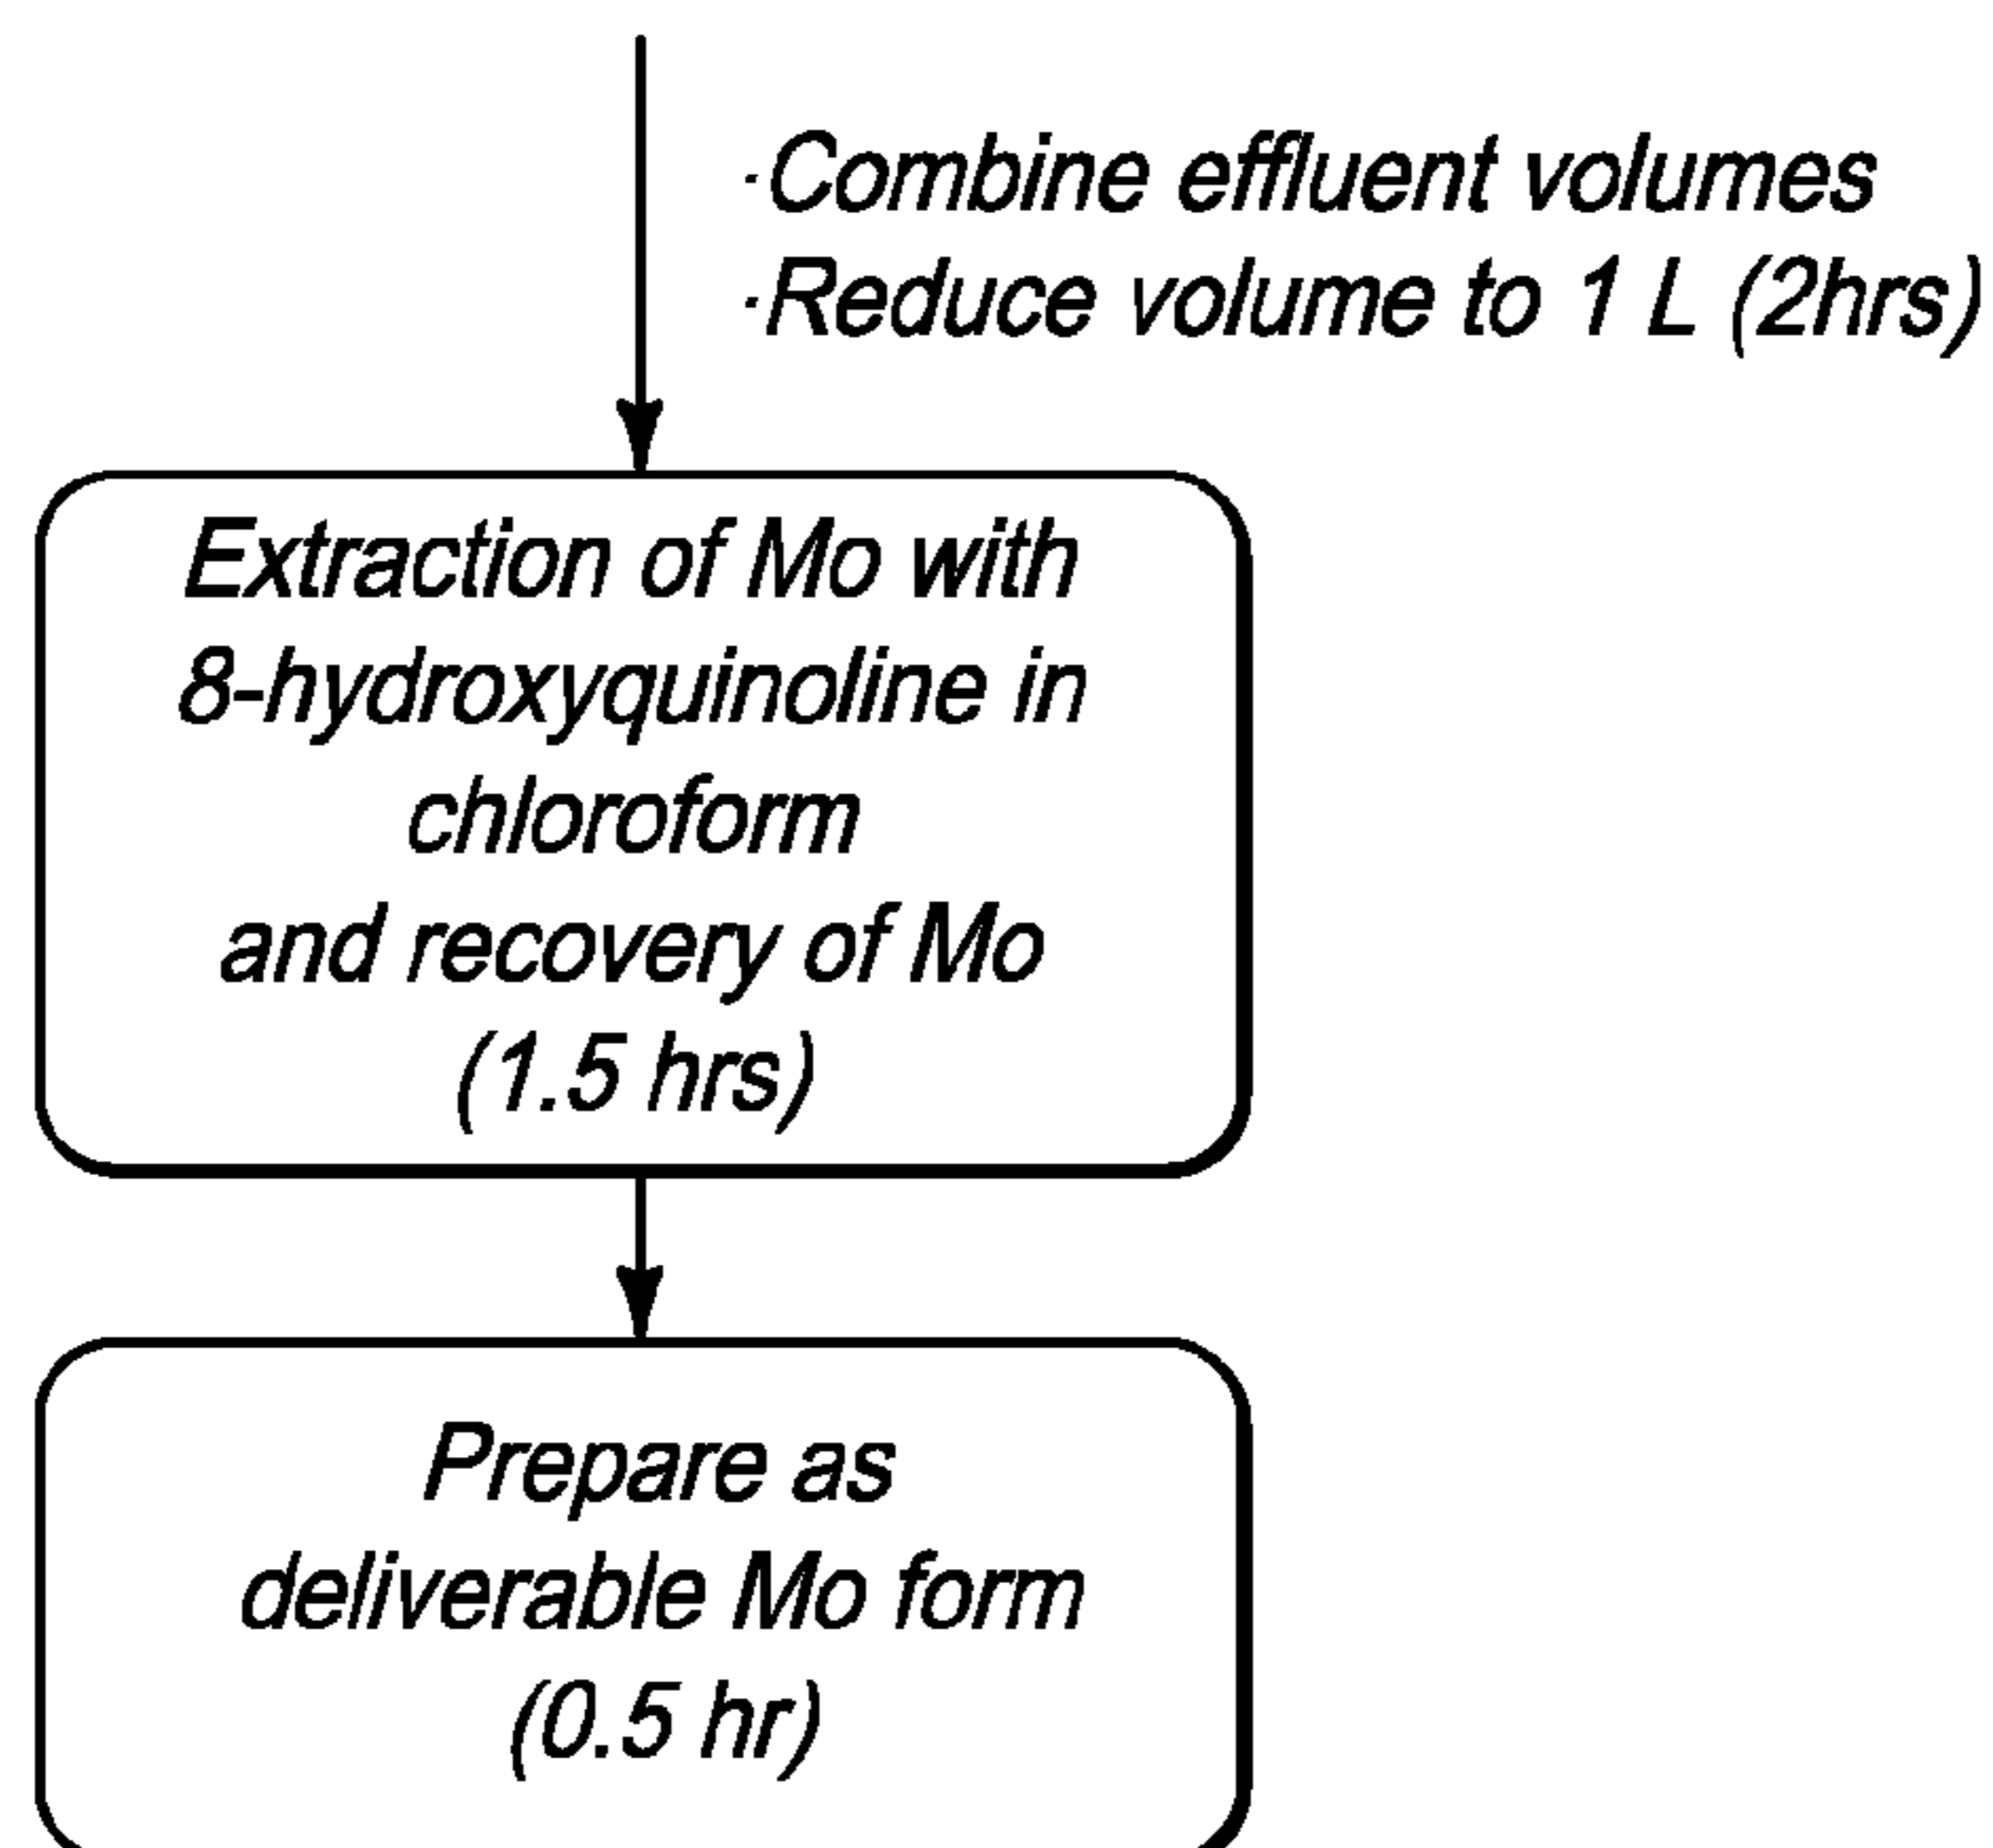 ·Combine effluent volumes
·Reduce volume to 1 L (2hrs)
Extraction of Mo with
8-hydroxyquinoline in
chloroform
and recovery of Mo
(1.5 hrs)
Prepare as
deliverable Mo form
(0.5 hr)